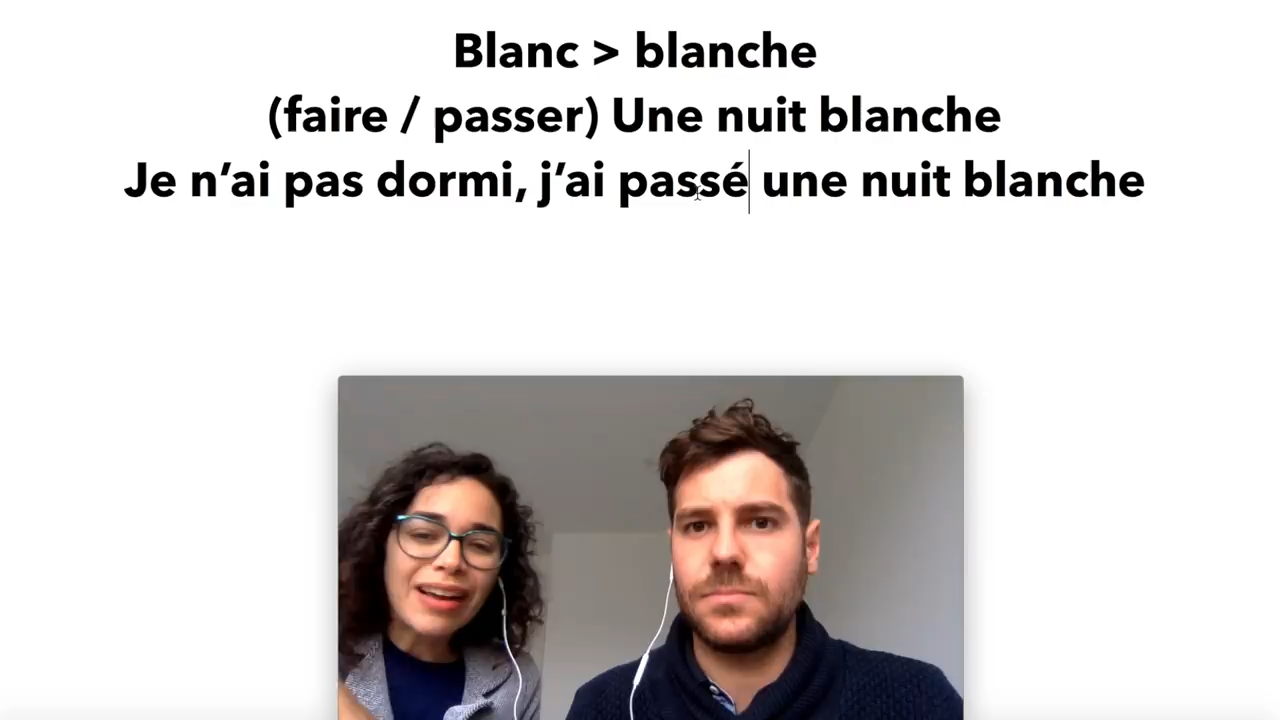 Blanc > blanche
(faire / passer) Une nuit blanche
Je n’ai pas dormi, j’ai passé une nuit blanche